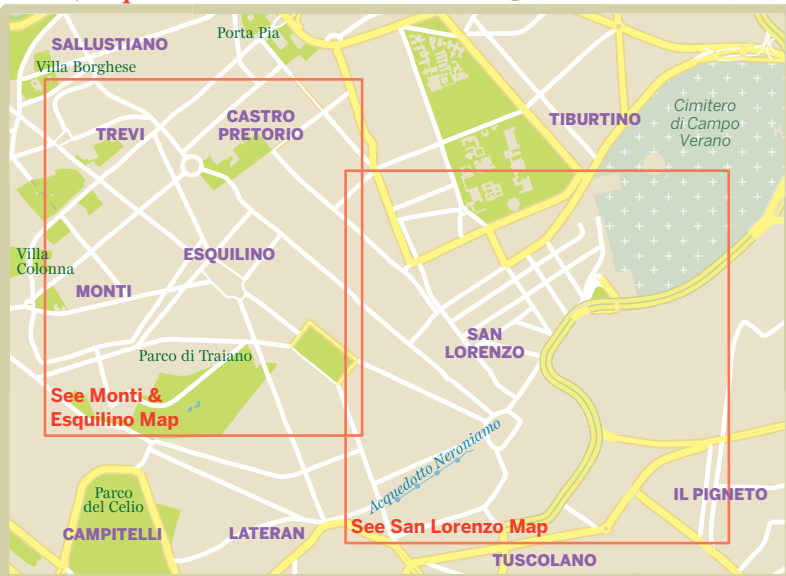 SALLUSTIANO
Porta Pia
Villa Borghese
TREVI
CASTRO
PRETORIO
TIBURTINO
Cimitero
di Campo
Verano
Villa
Colonna
ESQUILINO
MONTI
SAN
LORENZO
Parco di Traiano
See Monti &
Esquilino Map
Acquedotto Neroniamo
Parco
del Celio
IL PIGNETO
CAMPITELLI
LATERAN
See San Lorenzo Map
TUSCOLANO